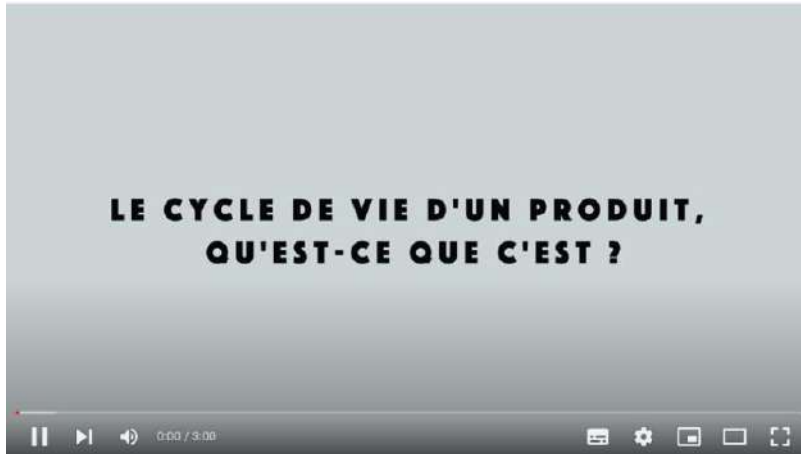 LE CYCLE DE VIE D'UN PRODUIT,
QU'EST-CE QUE C'EST ?
0:00 / 3:00